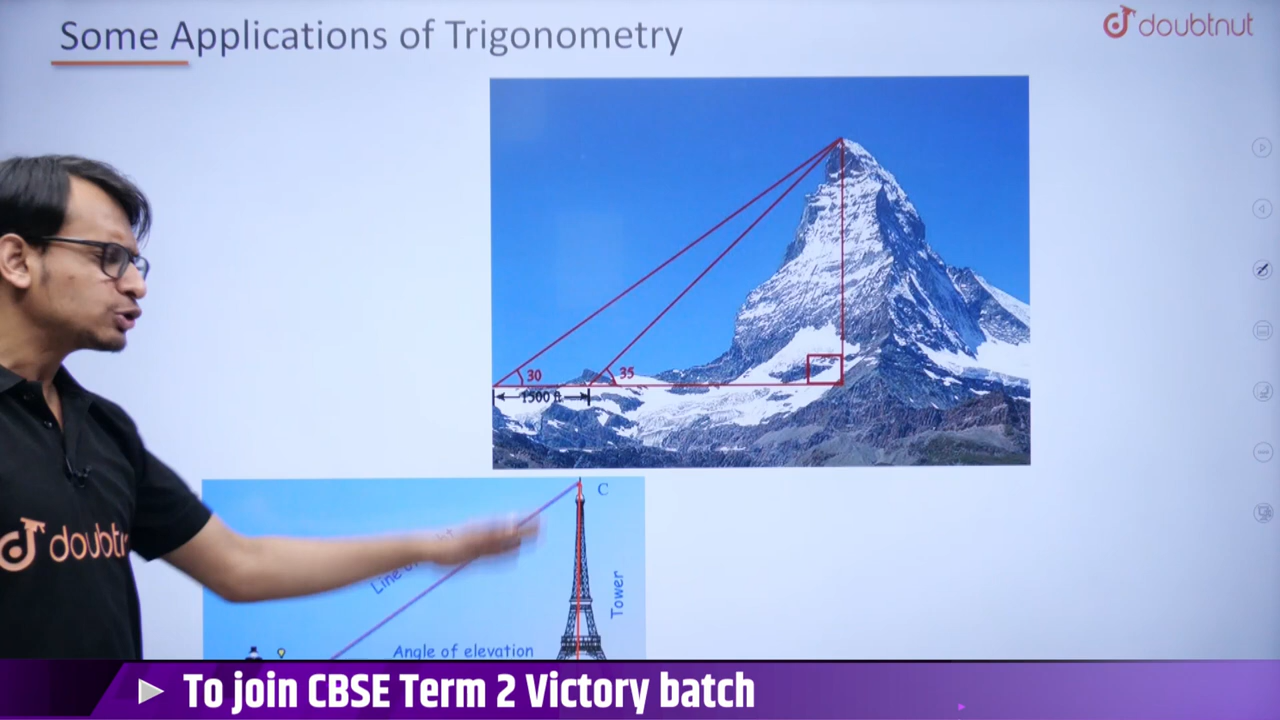 Some Applications of Trigonometry
doubtnut
30
35
1500 ft
C
Line
Tower
Angle of elevation
doubtn
To join CBSE Term 2 Victory batch